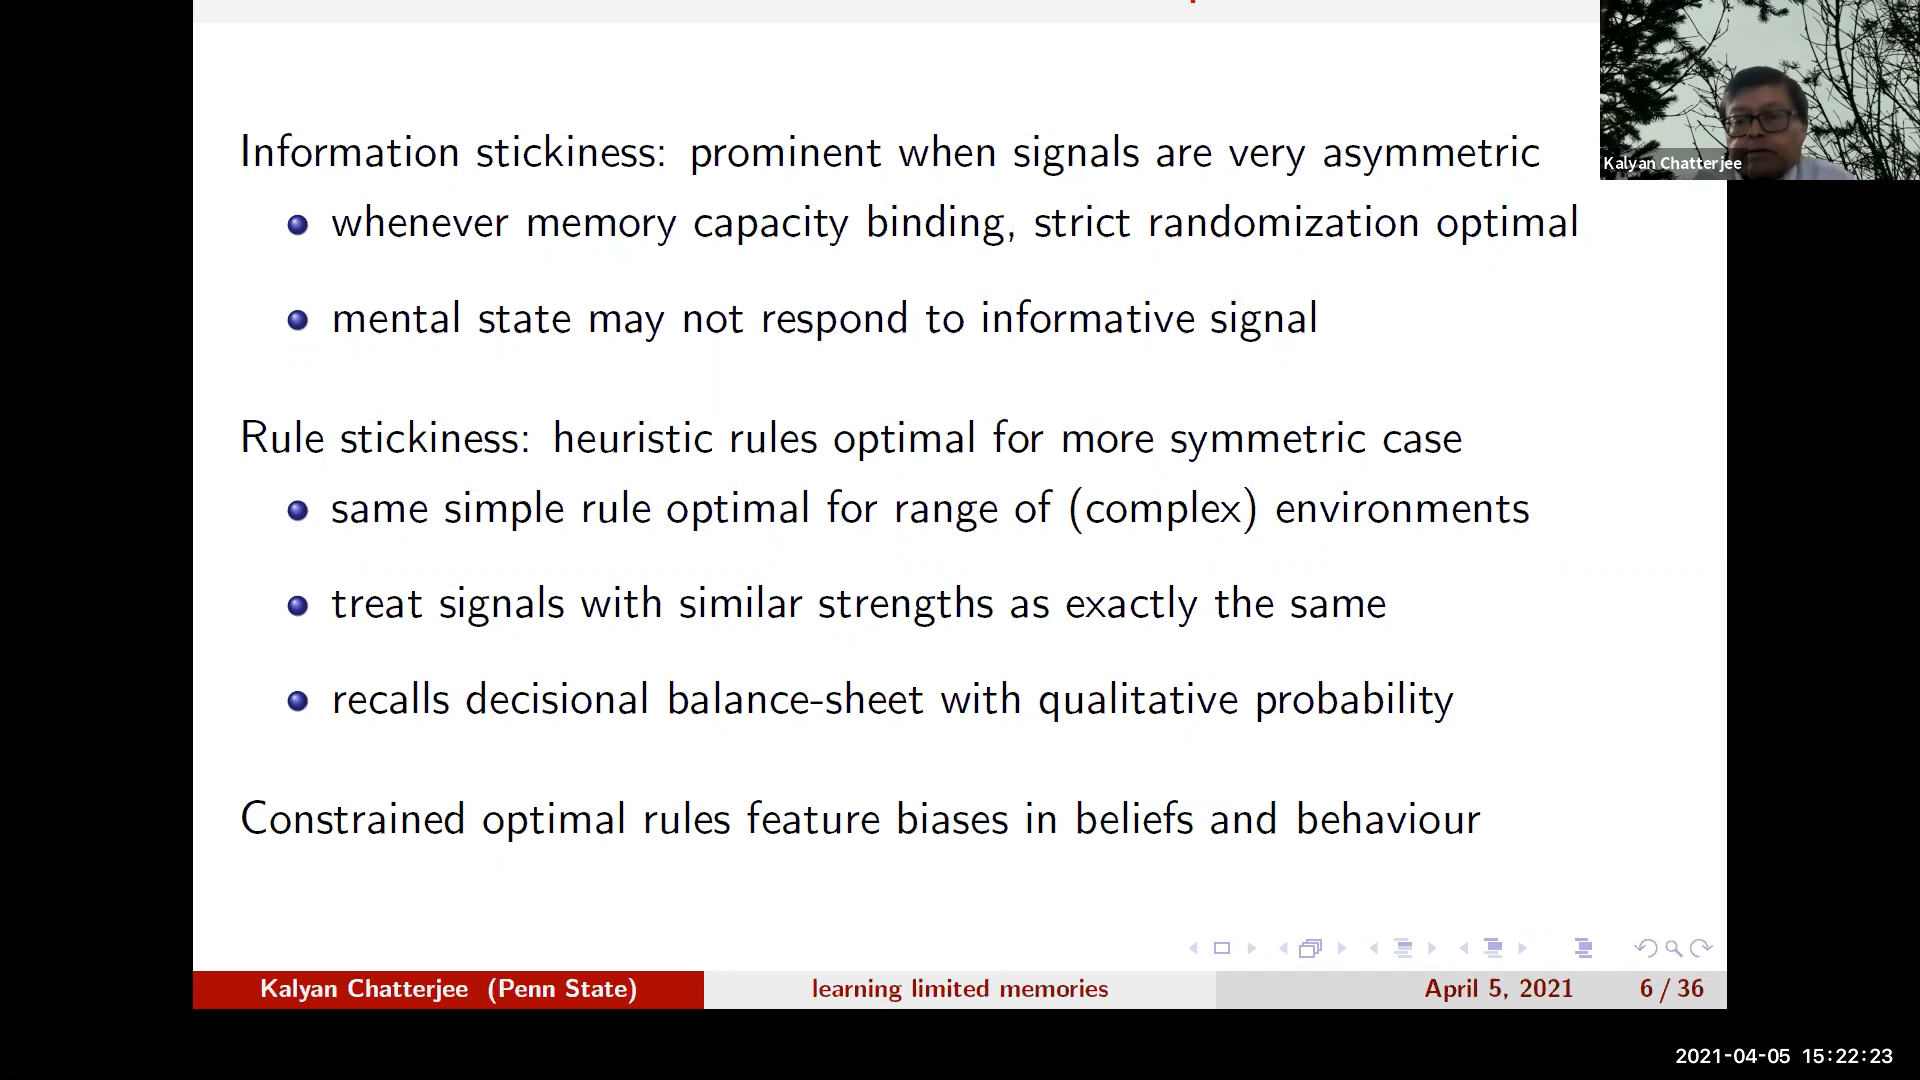 Kalyan Chatterjee
Information stickiness: prominent when signals are very asymmetric
whenever memory capacity binding, strict randomization optimal
mental state may not respond to informative signal
Rule stickiness: heuristic rules optimal for more symmetric case
same simple rule optimal for range of (complex) environments
treat signals with similar strengths as exactly the same
recalls decisional balance-sheet with qualitative probability
Constrained optimal rules feature biases in beliefs and behaviour
Kalyan Chatterjee (Penn State) learning limited memories April 5, 2021 6 / 36
2021-04-05 15:22:23